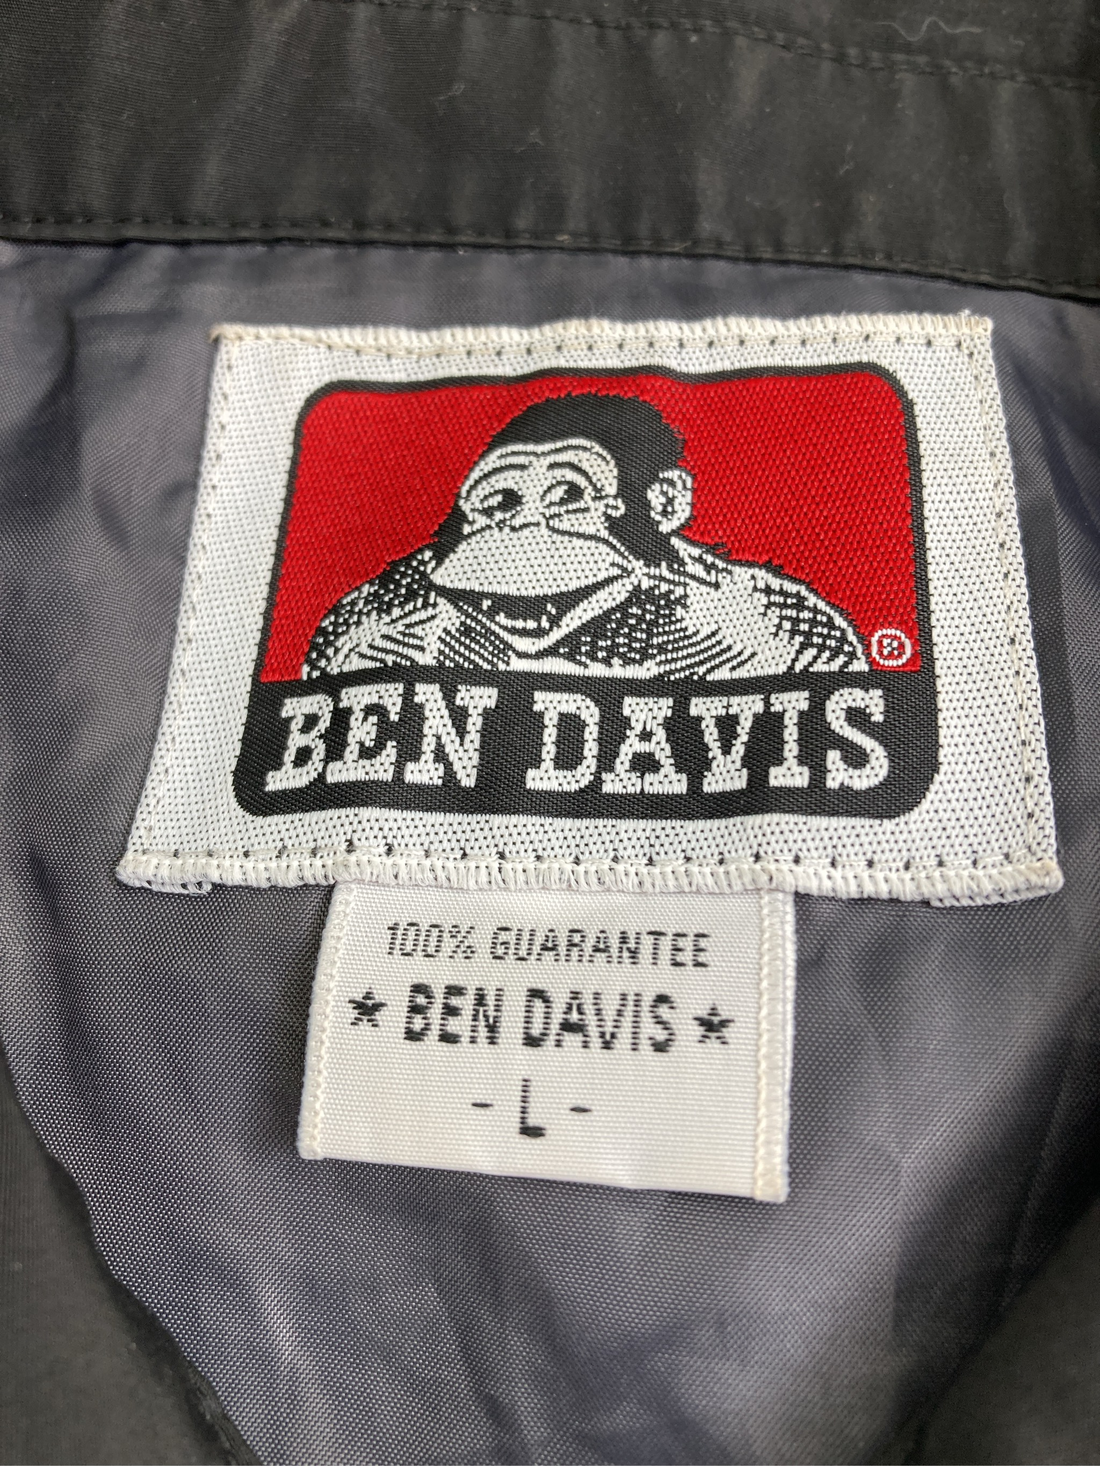 ®
BEN DAVIS
100% GUARANTEE
★ BEN DAVIS ★
- L -